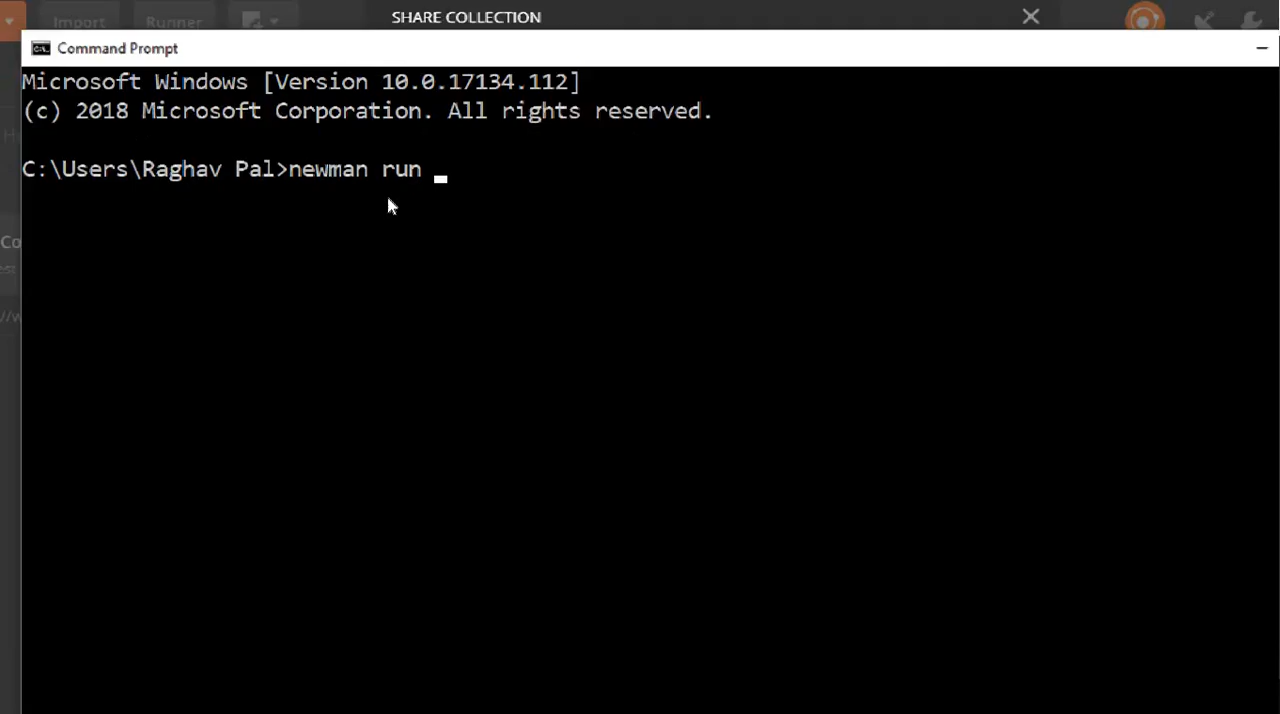 Import
Runner
SHARE COLLECTION
Command Prompt
Microsoft Windows [Version 10.0.17134.112]
(c) 2018 Microsoft Corporation. All rights reserved.
C:\Users\Raghav Pal>newman run
Co
//w